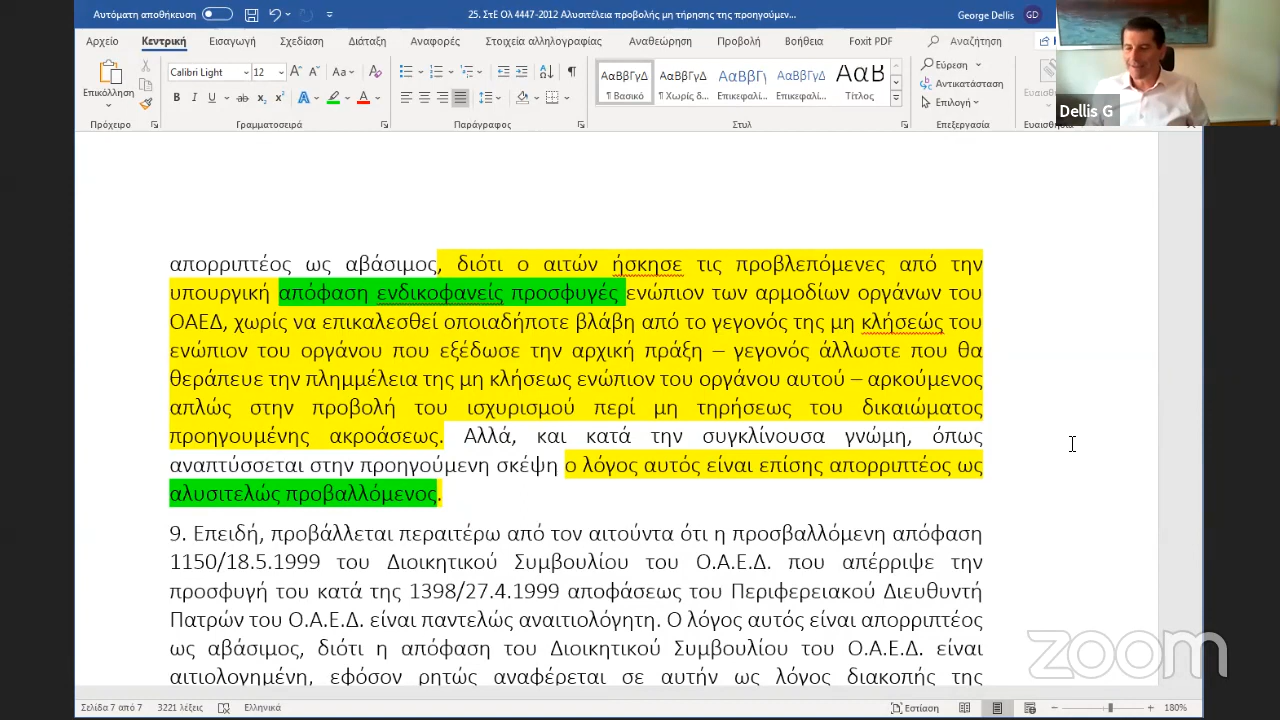 Αυτόματη αποθήκευση
25. ΣτΕ Ολ 4447-2012 Αλυσιτέλεια προβολής μη τήρησης της προηγούμεν...
George Dellis GD
Αρχείο Κεντρική Εισαγωγή Σχεδίαση Διάταξη Αναφορές Στοιχεία αλληλογραφίας Αναθεώρηση Προβολή Βοήθεια Foxit PDF Αναζήτηση
Επικόλληση
Calibri Light 12
ΑαΒβΓγΔ ΑαΒβΓγΔ ΑαΒβΓγ ΑαΒβΓγΔ ΑαΒ
¶ Βασικό ¶ Χωρίς δ... Επικεφαλί... Επικεφαλί... Τίτλος
Εύρεση
Αντικατάσταση
Επιλογή
Πρόχειρο Γραμματοσειρά Παράγραφος Στυλ Επεξεργασία
Dellis G
απορριπτέος ως αβάσιμος, διότι ο αιτών ήσκησε τις προβλεπόμενες από την
υπουργική απόφαση ενδικοφανείς προσφυγές ενώπιον των αρμοδίων οργάνων του
ΟΑΕΔ, χωρίς να επικαλεσθεί οποιαδήποτε βλάβη από το γεγονός της μη κλήσεώς του
ενώπιον του οργάνου που εξέδωσε την αρχική πράξη – γεγονός άλλωστε που θα
θεράπευε την πλημμέλεια της μη κλήσεως ενώπιον του οργάνου αυτού – αρκούμενος
απλώς στην προβολή του ισχυρισμού περί μη τηρήσεως του δικαιώματος
προηγουμένης ακροάσεως. Αλλά, και κατά την συγκλίνουσα γνώμη, όπως
αναπτύσσεται στην προηγούμενη σκέψη ο λόγος αυτός είναι επίσης απορριπτέος ως
αλυσιτελώς προβαλλόμενος.
9. Επειδή, προβάλλεται περαιτέρω από τον αιτούντα ότι η προσβαλλόμενη απόφαση
1150/18.5.1999 του Διοικητικού Συμβουλίου του Ο.Α.Ε.Δ. που απέρριψε την
προσφυγή του κατά της 1398/27.4.1999 αποφάσεως του Περιφερειακού Διευθυντή
Πατρών του Ο.Α.Ε.Δ. είναι παντελώς αναιτιολόγητη. Ο λόγος αυτός είναι απορριπτέος
ως αβάσιμος, διότι η απόφαση του Διοικητικού Συμβουλίου του Ο.Α.Ε.Δ. είναι
αιτιολογημένη, εφόσον ρητώς αναφέρεται σε αυτήν ως λόγος διακοπής της
zoom
Σελίδα 7 από 7 3221 λέξεις Ελληνικά Εστίαση 180%